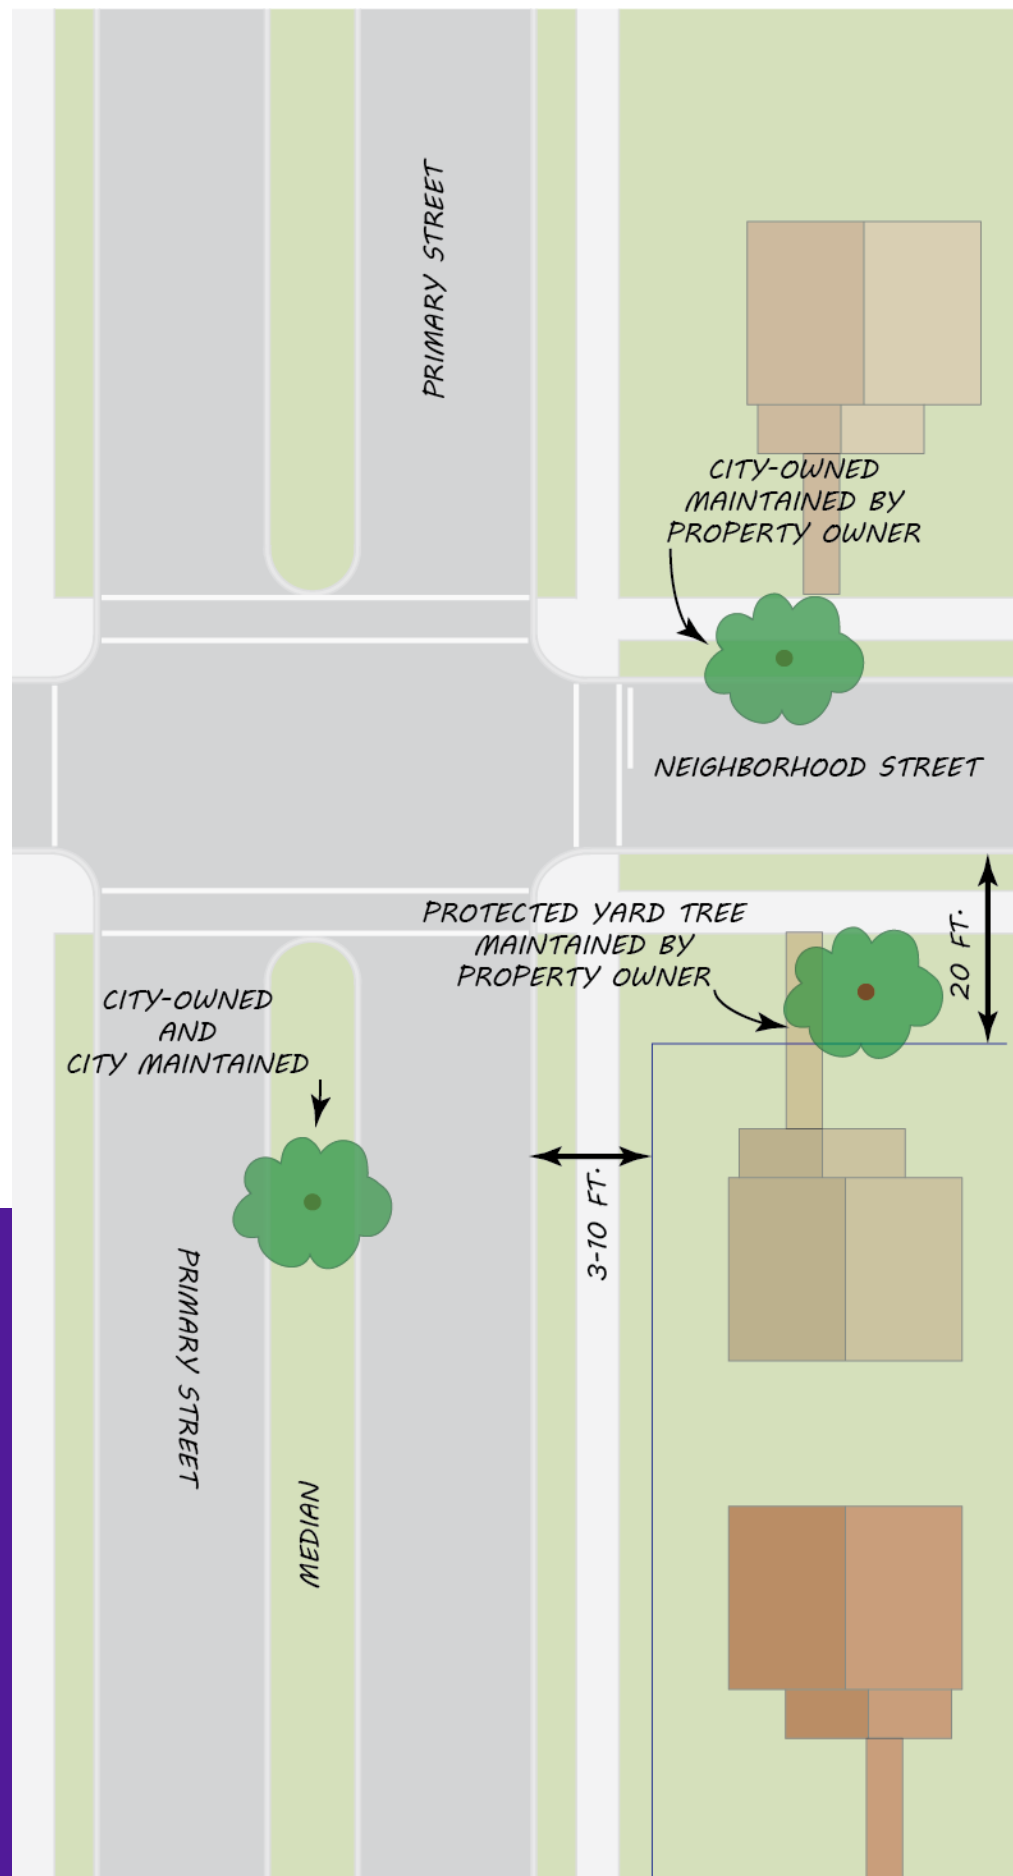 PRIMARY STREET
CITY-OWNED
MAINTAINED BY
PROPERTY OWNER
NEIGHBORHOOD STREET
PROTECTED YARD TREE
MAINTAINED BY
PROPERTY OWNER
20 FT.
CITY-OWNED
AND
CITY MAINTAINED
3-10 FT.
PRIMARY STREET
MEDIAN